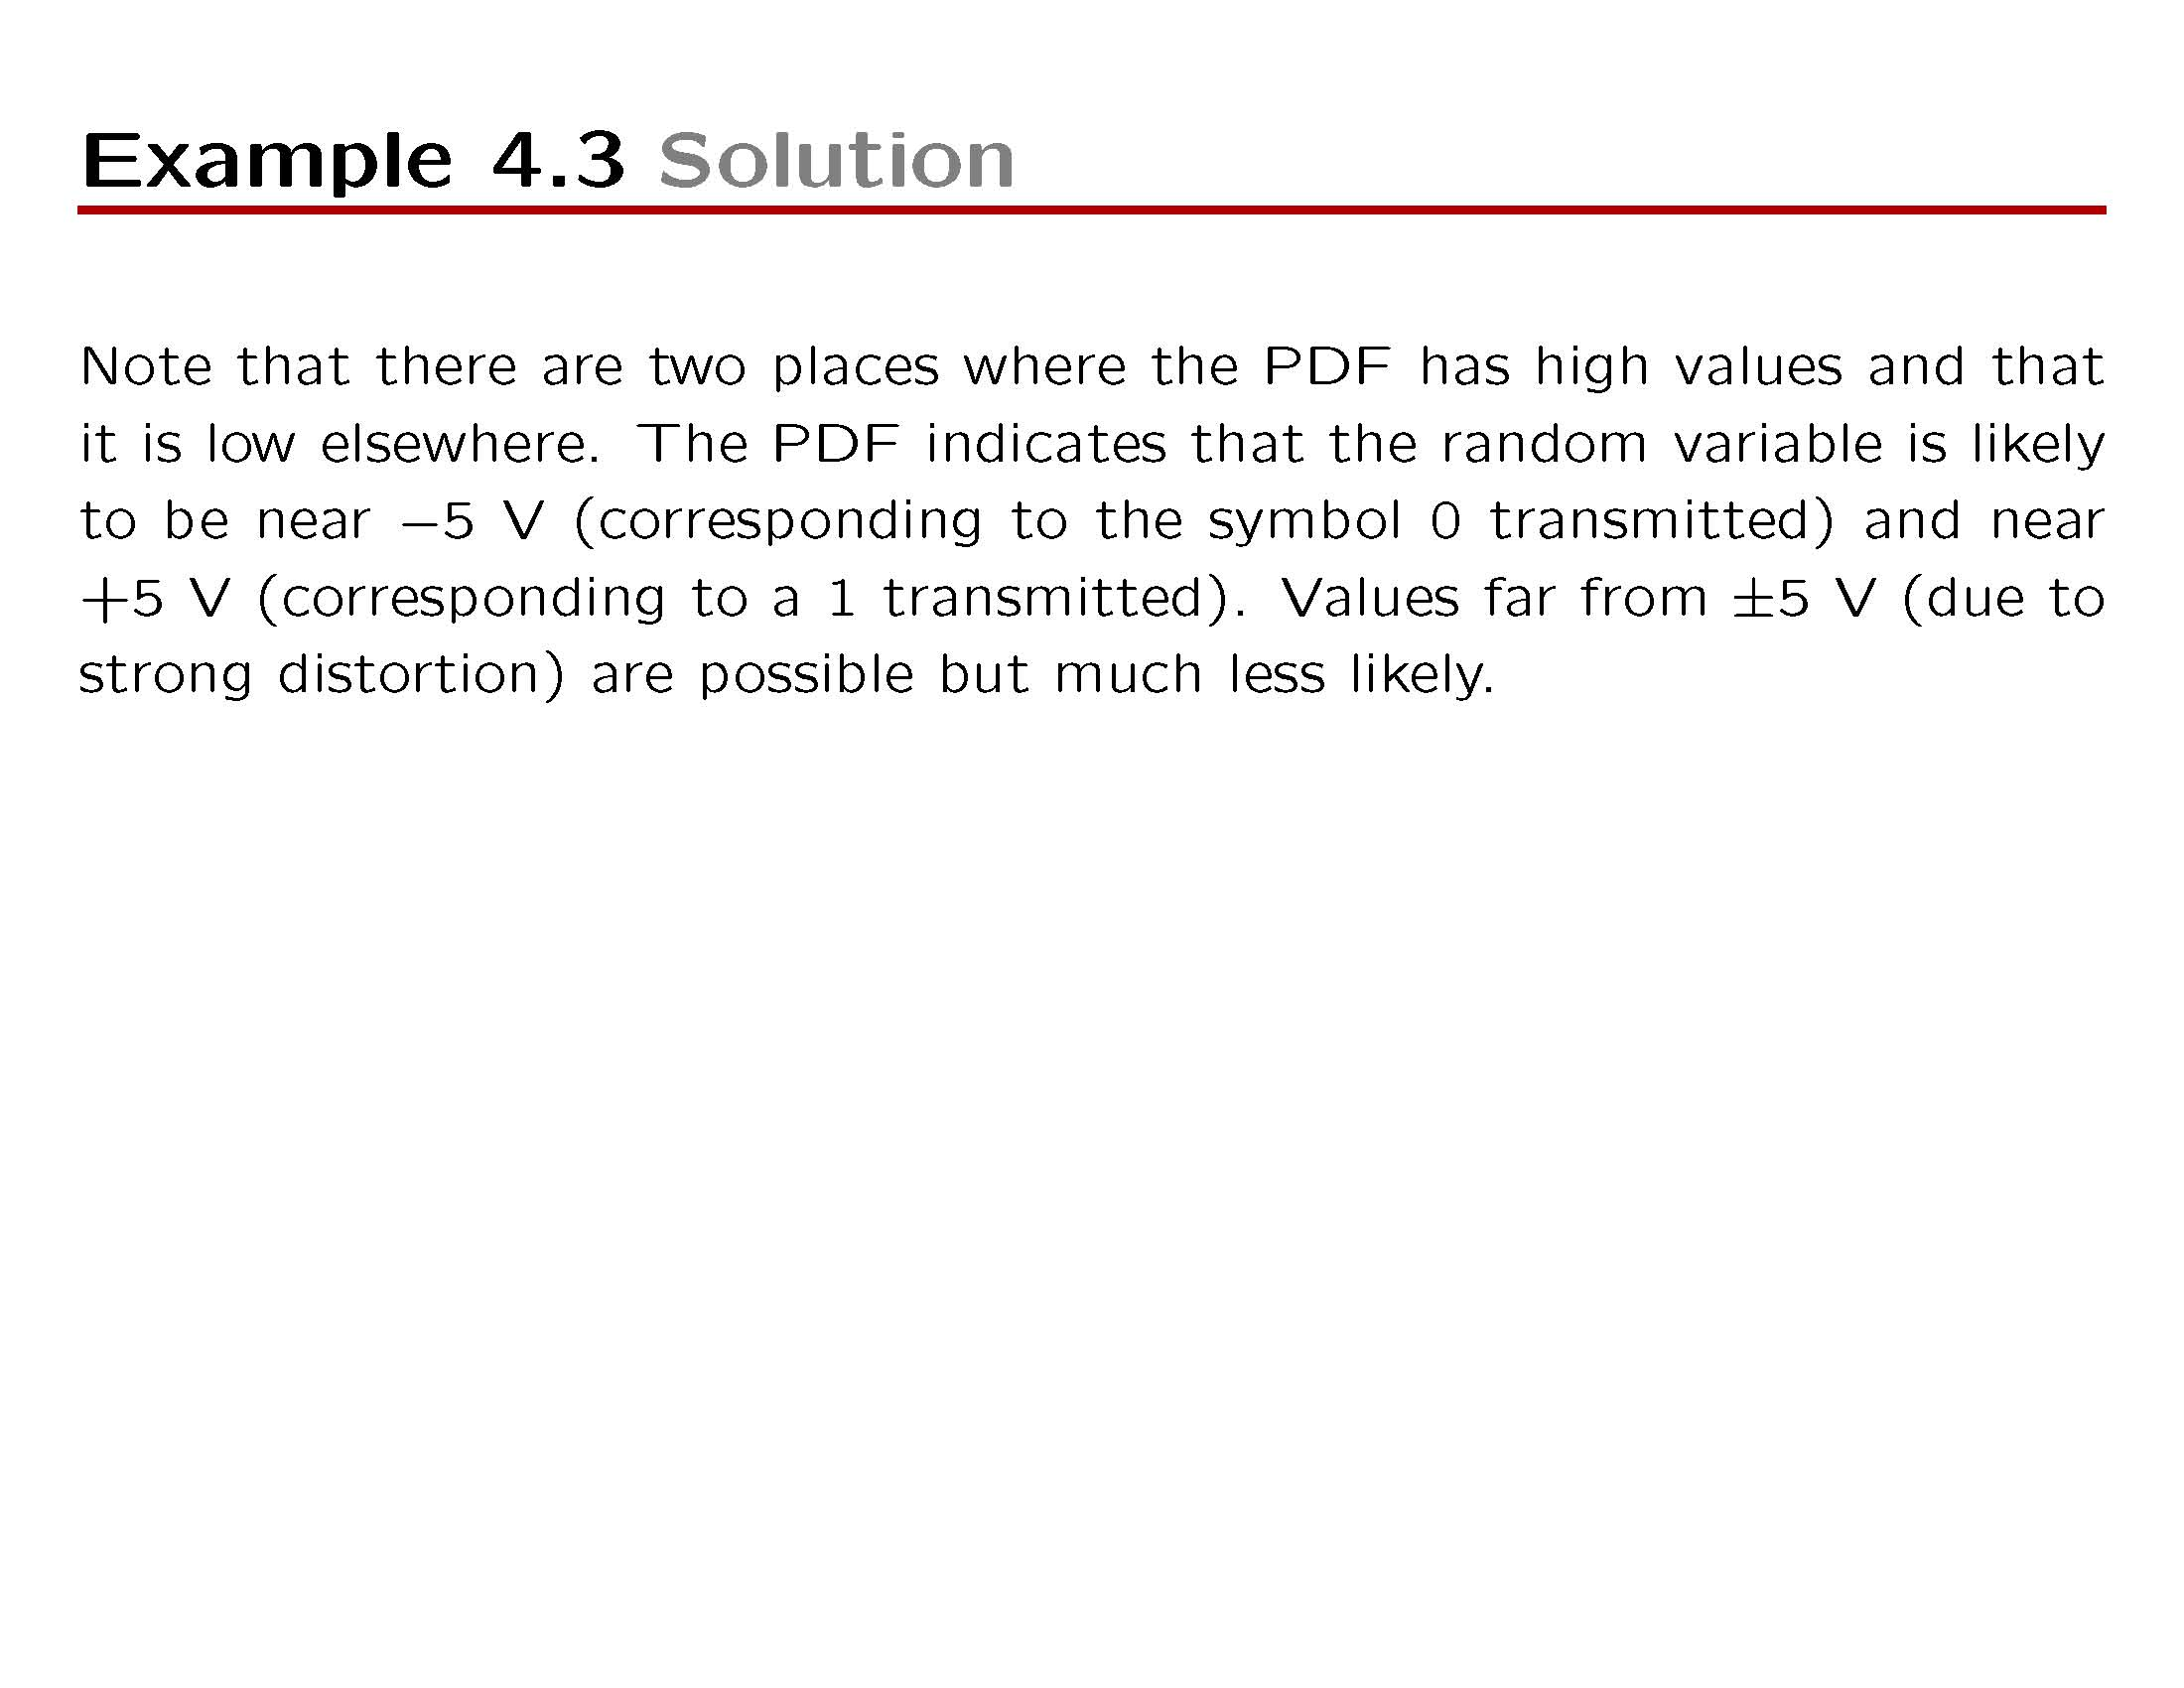 Example 4.3 Solution
Note that there are two places where the PDF has high values and that
it is low elsewhere. The PDF indicates that the random variable is likely
to be near −5 V (corresponding to the symbol 0 transmitted) and near
+5 V (corresponding to a 1 transmitted). Values far from ±5 V (due to
strong distortion) are possible but much less likely.